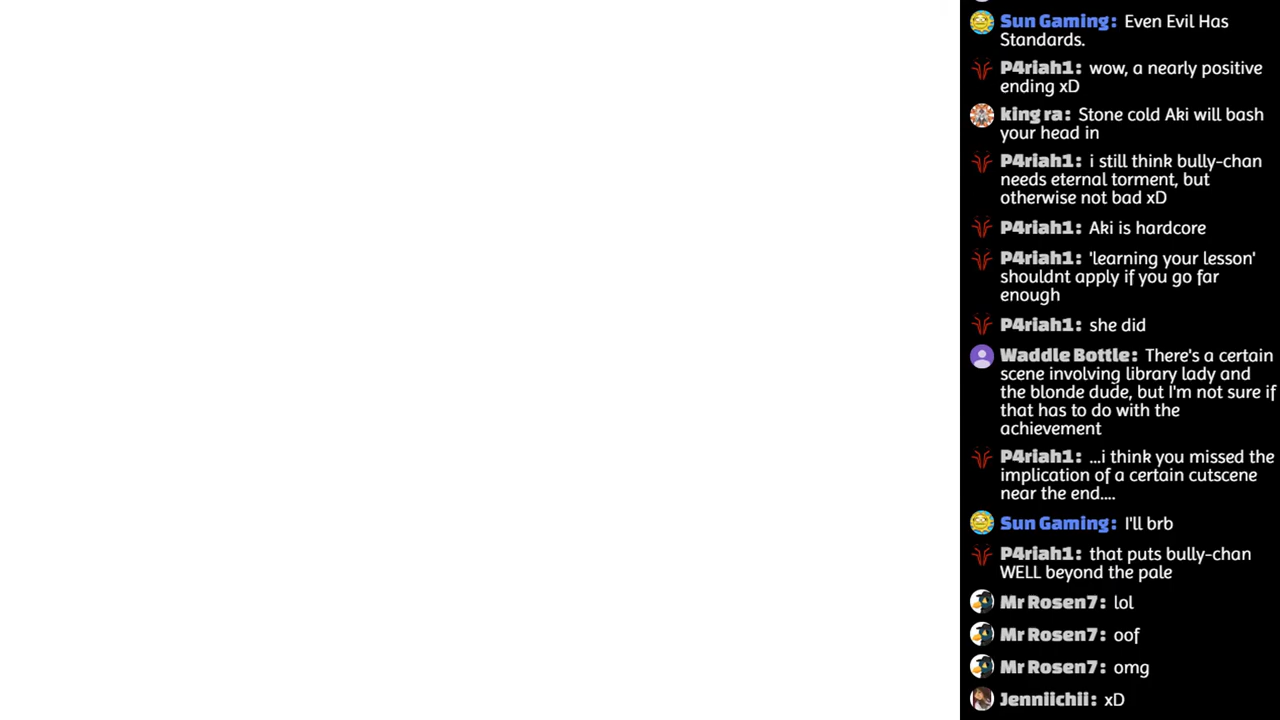 Sun Gaming: Even Evil Has
Standards.
P4riah1: wow, a nearly positive
ending xD
king ra: Stone cold Aki will bash
your head in
P4riah1: i still think bully-chan
needs eternal torment, but
otherwise not bad xD
P4riah1: Aki is hardcore
P4riah1: 'learning your lesson'
shouldnt apply if you go far
enough
P4riah1: she did
Waddle Bottle: There's a certain
scene involving library lady and
the blonde dude, but I'm not sure if
that has to do with the
achievement
P4riah1: ...i think you missed the
implication of a certain cutscene
near the end....
Sun Gaming: I'll brb
P4riah1: that puts bully-chan
WELL beyond the pale
Mr Rosen7: lol
Mr Rosen7: oof
Mr Rosen7: omg
Jenniichii: xD